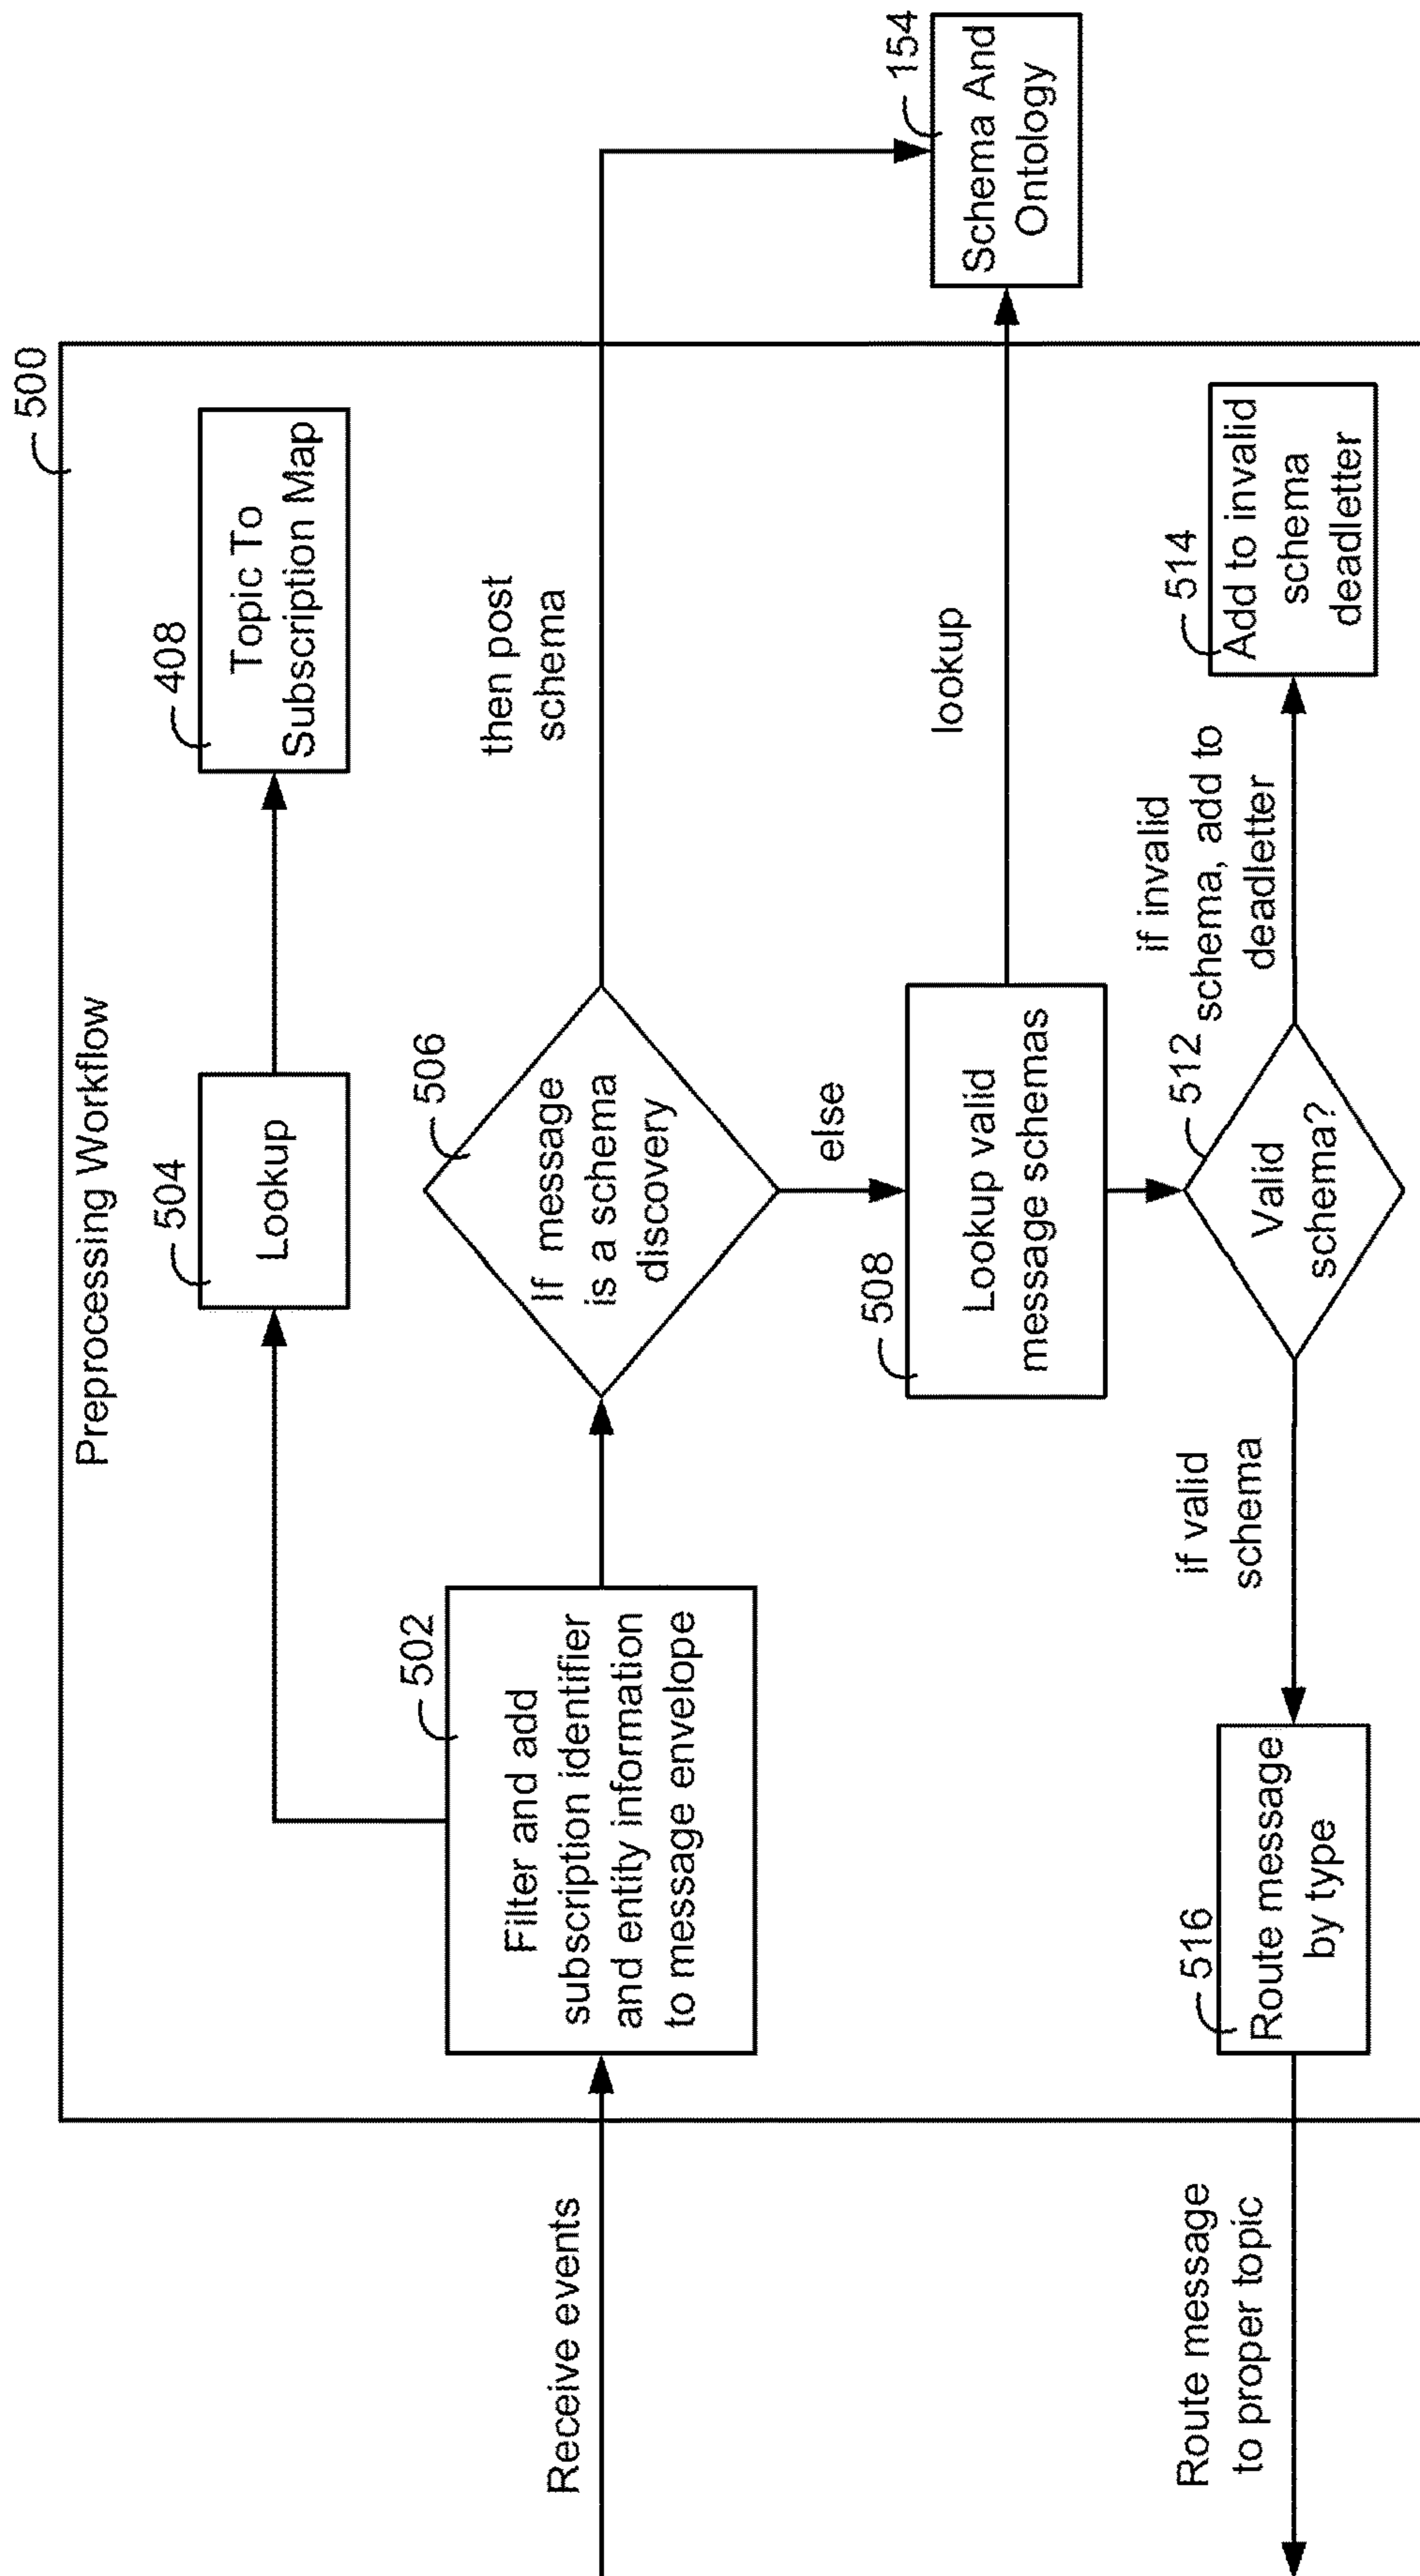 500
Preprocessing Workflow
504
Lookup
408
Topic To
Subscription Map
Receive events
502
Filter and add
subscription identifier
and entity information
to message envelope
506
If message
is a schema
discovery
then post
schema
154
Schema And
Ontology
else
508
Lookup valid
message schemas
lookup
Route message
to proper topic
516
Route message
by type
if valid
schema
512
Valid
schema?
if invalid
schema, add to
deadletter
514
Add to invalid
schema
deadletter